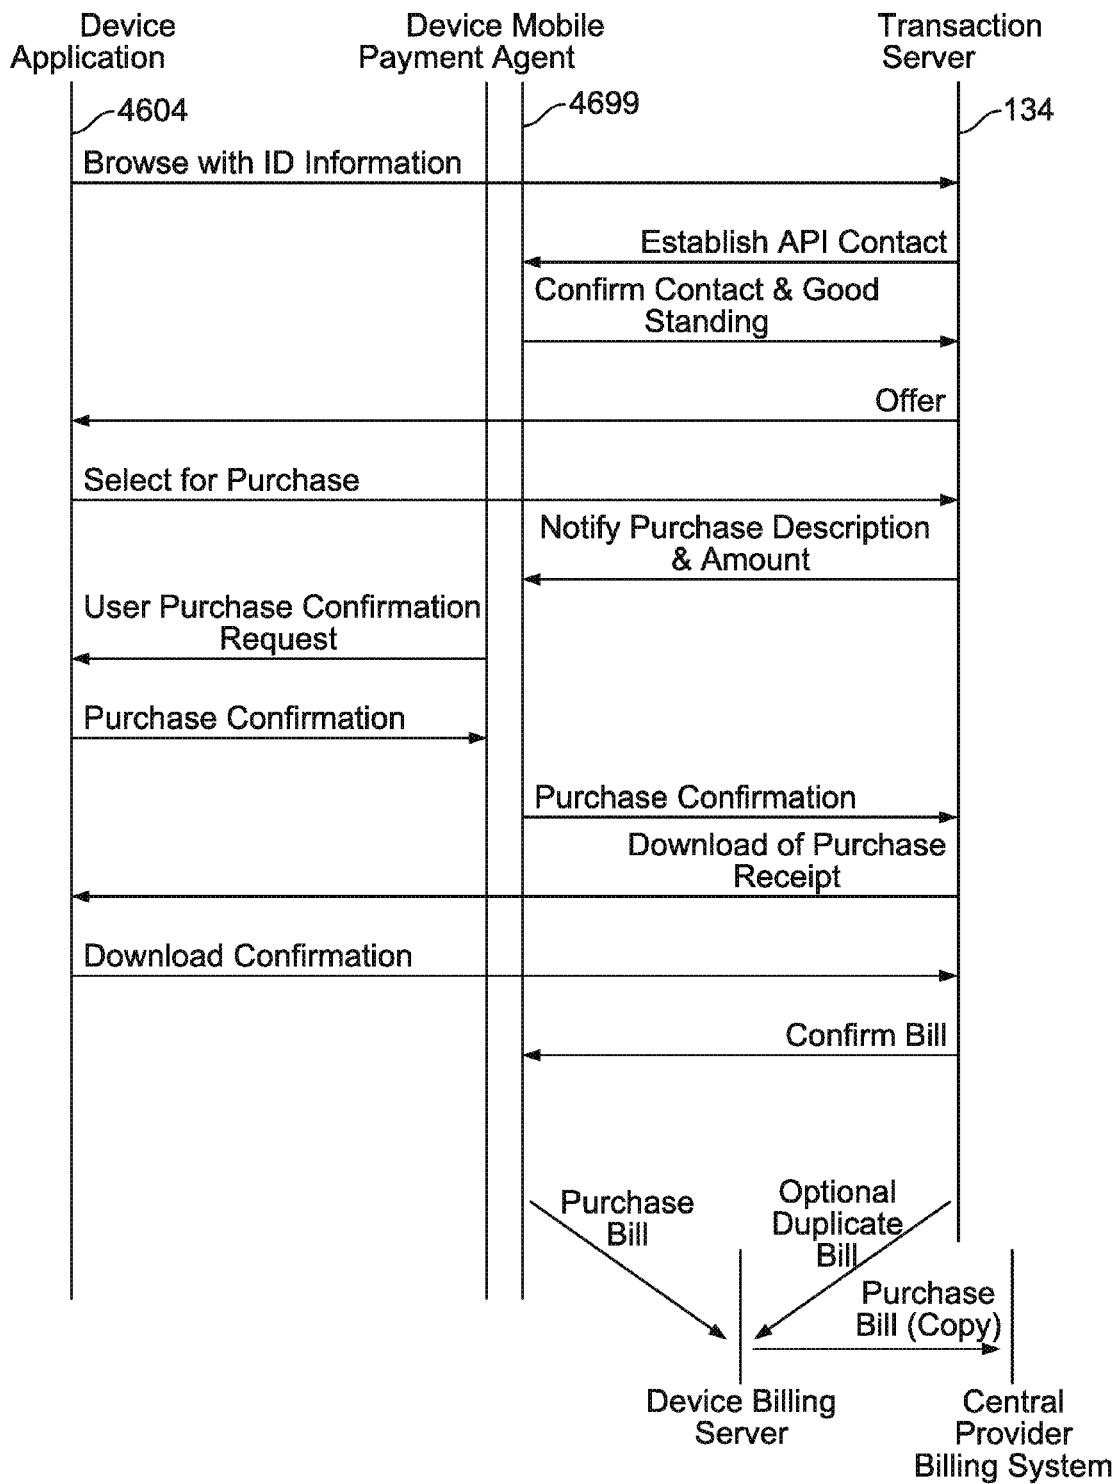 Device
Application
Device Mobile
Payment Agent
Transaction
Server
4604
4699
134
Browse with ID Information
Establish API Contact
Confirm Contact & Good
Standing
Offer
Select for Purchase
Notify Purchase Description
& Amount
User Purchase Confirmation
Request
Purchase Confirmation
Purchase Confirmation
Download of Purchase
Receipt
Download Confirmation
Confirm Bill
Purchase
Bill
Optional
Duplicate
Bill
Purchase
Bill (Copy)
Device Billing
Server
Central
Provider
Billing System